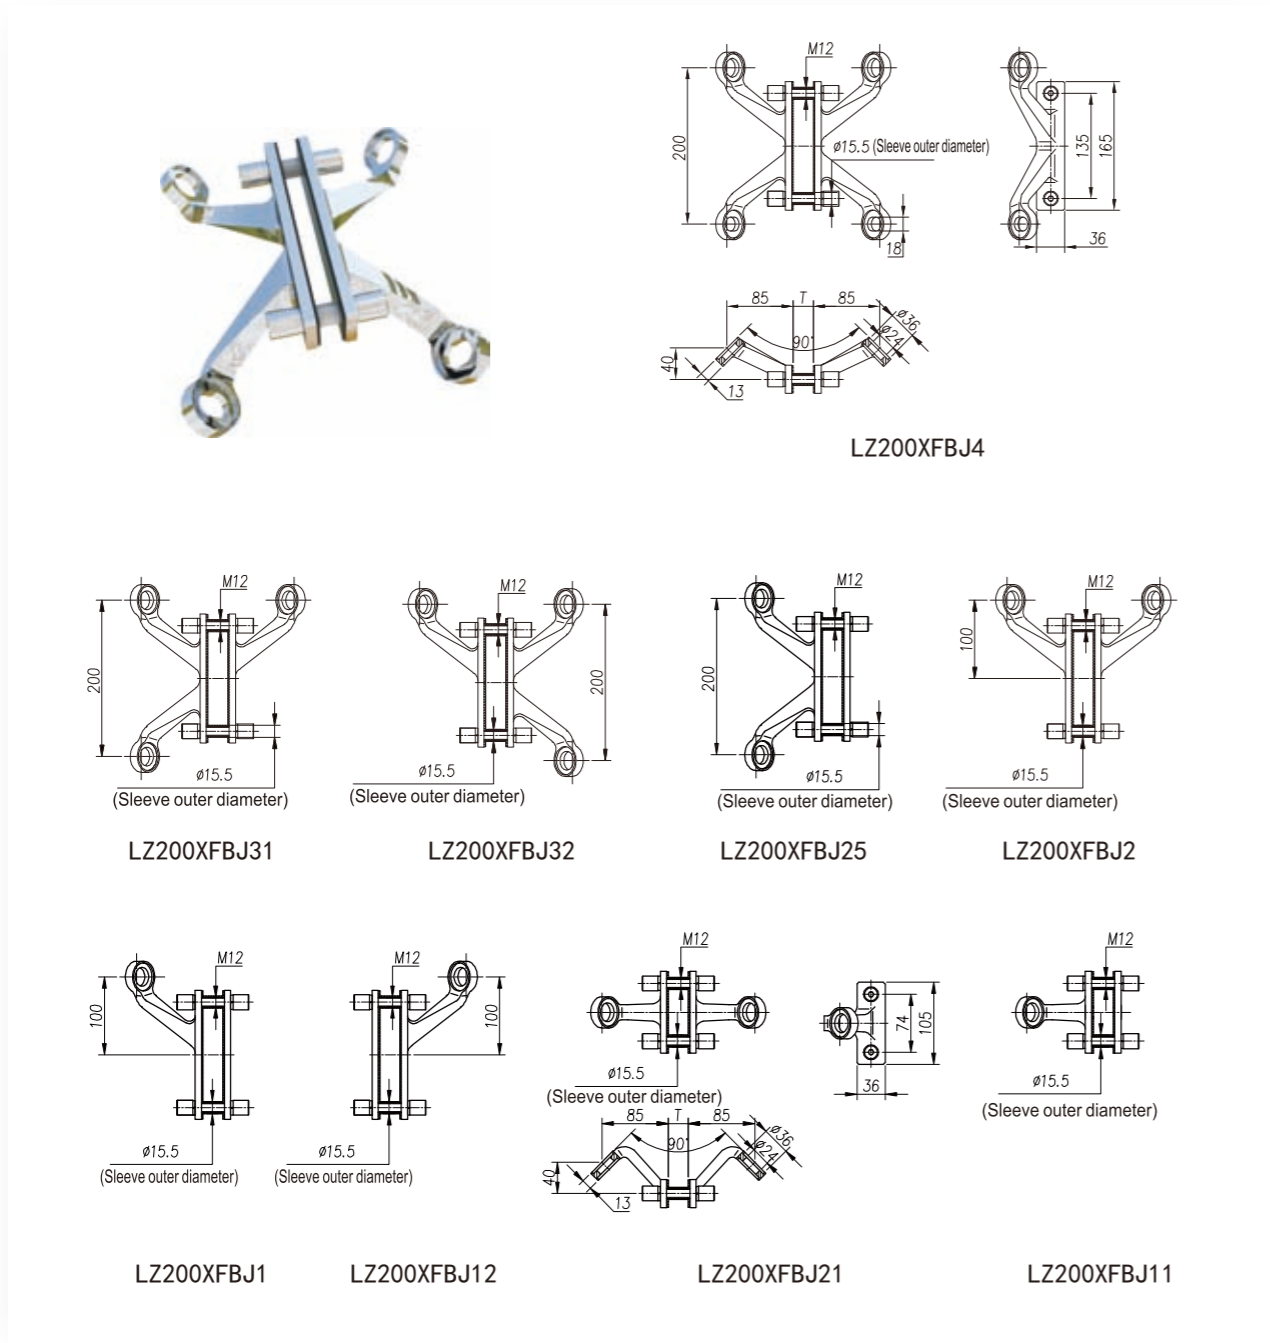 M12
200
ø15.5 (Sleeve outer diameter)
18
135
165
36
85
T
85
90°
ø36
ø24
40
13
LZ200XFBJ4
M12
200
ø15.5
(Sleeve outer diameter)
LZ200XFBJ31
M12
200
ø15.5
(Sleeve outer diameter)
LZ200XFBJ32
M12
200
ø15.5
(Sleeve outer diameter)
LZ200XFBJ25
M12
100
ø15.5
(Sleeve outer diameter)
LZ200XFBJ2
M12
100
ø15.5
(Sleeve outer diameter)
LZ200XFBJ1
M12
100
ø15.5
(Sleeve outer diameter)
LZ200XFBJ12
M12
ø15.5
(Sleeve outer diameter)
74
105
36
85
T
85
90°
ø36
ø24
40
13
LZ200XFBJ21
M12
ø15.5
(Sleeve outer diameter)
LZ200XFBJ11